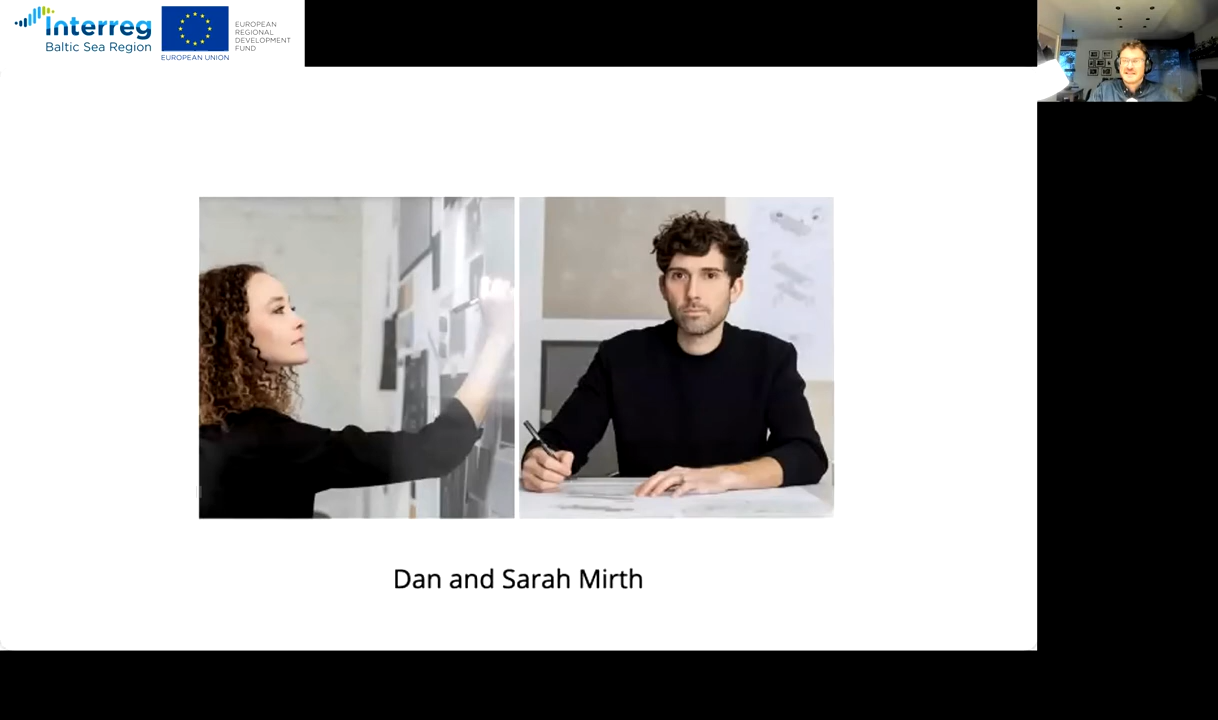 Interreg
Baltic Sea Region
EUROPEAN UNION
EUROPEAN
REGIONAL
DEVELOPMENT
FUND
Dan and Sarah Mirth